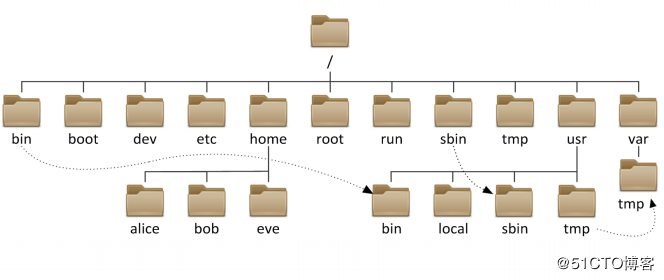 /
bin boot dev etc home root run sbin tmp usr var
tmp
alice bob eve bin local sbin tmp
@51CTO博客